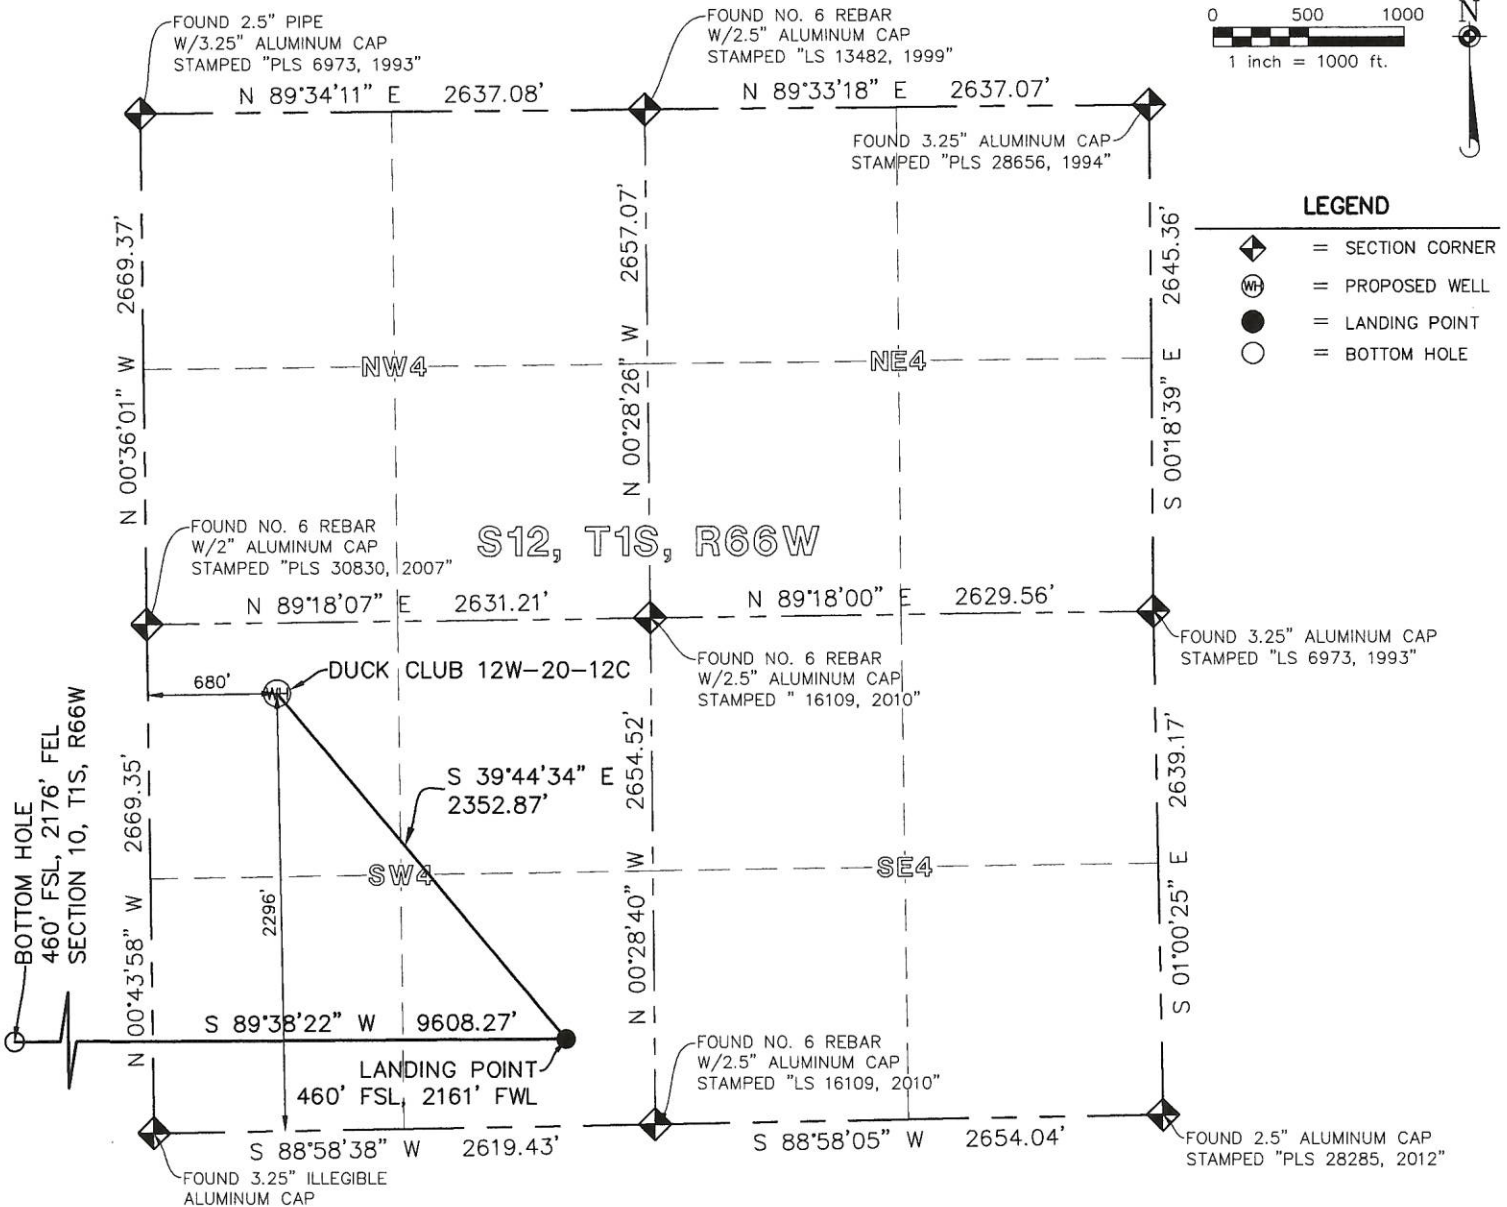 FOUND 2.5" PIPE
W/3.25" ALUMINUM CAP
STAMPED "PLS 6973, 1993"
FOUND NO. 6 REBAR
W/2.5" ALUMINUM CAP
STAMPED "LS 13482, 1999"
0 500 1000
1 inch = 1000 ft.
N
N 89°34'11" E 2637.08'
N 89°33'18" E 2637.07'
FOUND 3.25" ALUMINUM CAP
STAMPED "PLS 28656, 1994"
LEGEND
= SECTION CORNER
WH = PROPOSED WELL
= LANDING POINT
= BOTTOM HOLE
N 00°36'01" W 2669.37'
N 00°28'26" W 2657.07'
S 00°18'39" E 2645.36'
NW4
NE4
S12, T1S, R66W
FOUND NO. 6 REBAR
W/2" ALUMINUM CAP
STAMPED "PLS 30830, 2007"
N 89°18'07" E 2631.21'
N 89°18'00" E 2629.56'
FOUND 3.25" ALUMINUM CAP
STAMPED "LS 6973, 1993"
FOUND NO. 6 REBAR
W/2.5" ALUMINUM CAP
STAMPED " 16109, 2010"
680'
WH
DUCK CLUB 12W-20-12C
S 39°44'34" E
2352.87'
BOTTOM HOLE
460' FSL, 2176' FEL
SECTION 10, T1S, R66W
N 00°43'58" W 2669.35'
2296'
N 00°28'40" W 2654.52'
S 01°00'25" E 2639.17'
SW4
SE4
S 89°38'22" W 9608.27'
LANDING POINT
460' FSL, 2161' FWL
FOUND NO. 6 REBAR
W/2.5" ALUMINUM CAP
STAMPED "LS 16109, 2010"
S 88°58'38" W 2619.43'
S 88°58'05" W 2654.04'
FOUND 2.5" ALUMINUM CAP
STAMPED "PLS 28285, 2012"
FOUND 3.25" ILLEGIBLE
ALUMINUM CAP